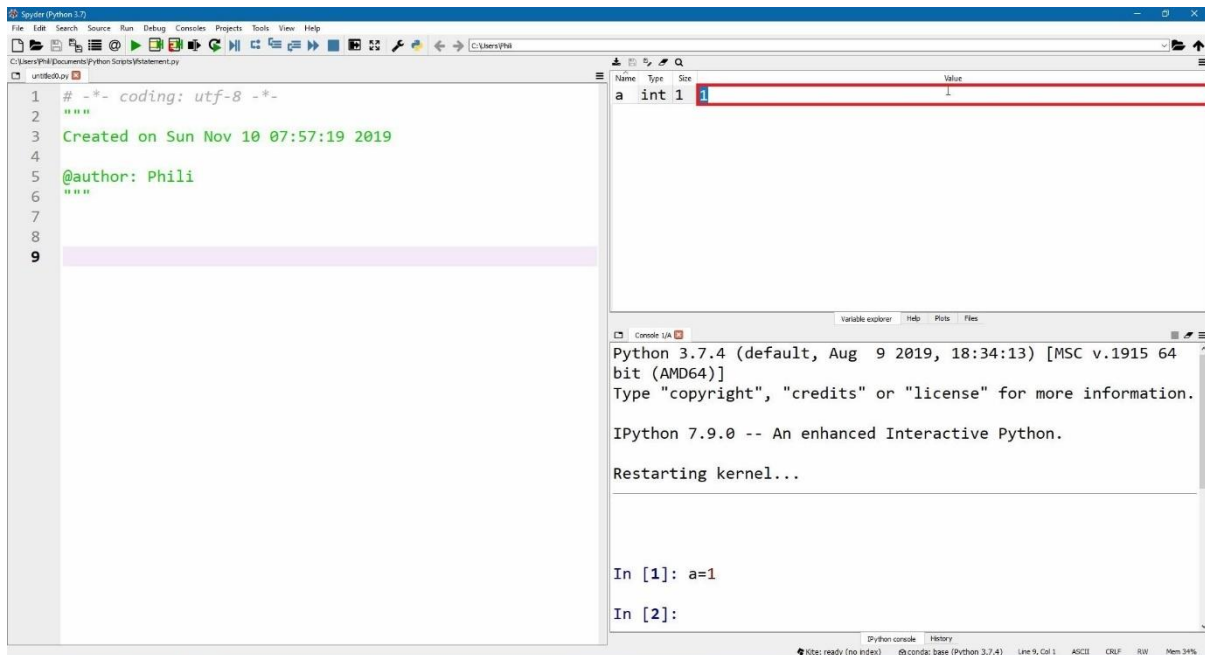 Spyder (Python 3.7)
File Edit Search Source Run Debug Consoles Projects Tools View Help
C:\Users\Phili
C:\Users\Phili\Documents\Python Scripts\ifstatement.py
untitled0.py
1 # -*- coding: utf-8 -*-
2 """
3 Created on Sun Nov 10 07:57:19 2019
4
5 @author: Phili
6 """
7
8
9
Name Type Size Value
a int 1 1
Variable explorer Help Plots Files
Console 1/A
Python 3.7.4 (default, Aug 9 2019, 18:34:13) [MSC v.1915 64
bit (AMD64)]
Type "copyright", "credits" or "license" for more information.
IPython 7.9.0 -- An enhanced Interactive Python.
Restarting kernel...
In [1]: a=1
In [2]:
IPython console History
Kite: ready (no index) conda: base (Python 3.7.4) Line 9, Col 1 ASCII CRLF RW Mem 34%